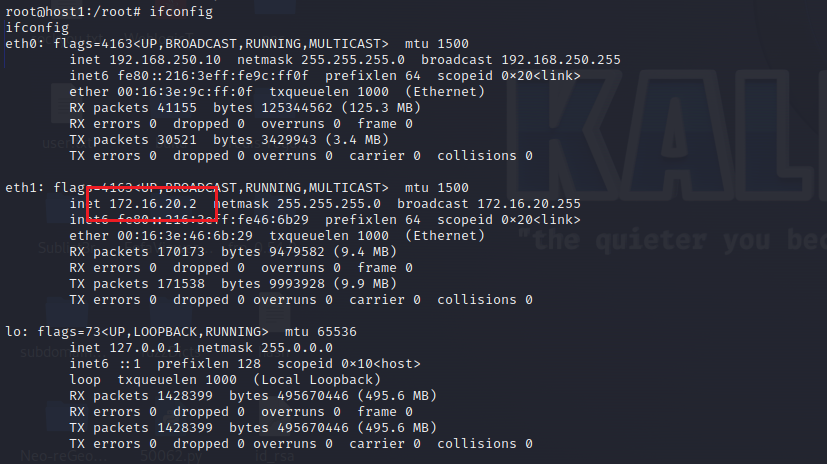 root@host1:/root# ifconfig
ifconfig
eth0: flags=4163<UP,BROADCAST,RUNNING,MULTICAST>  mtu 1500
        inet 192.168.250.10  netmask 255.255.255.0  broadcast 192.168.250.255
        inet6 fe80::216:3eff:fe9c:ff0f  prefixlen 64  scopeid 0×20<link>
        ether 00:16:3e:9c:ff:0f  txqueuelen 1000  (Ethernet)
        RX packets 41155  bytes 125344562 (125.3 MB)
        RX errors 0  dropped 0  overruns 0  frame 0
        TX packets 30521  bytes 3429943 (3.4 MB)
        TX errors 0  dropped 0 overruns 0  carrier 0  collisions 0
eth1: flags=4163<UP,BROADCAST,RUNNING,MULTICAST>  mtu 1500
        inet 172.16.20.2  netmask 255.255.255.0  broadcast 172.16.20.255
        inet6 fe80::216:3eff:fe46:6b29  prefixlen 64  scopeid 0×20<link>
        ether 00:16:3e:46:6b:29  txqueuelen 1000  (Ethernet)
        RX packets 170173  bytes 9479582 (9.4 MB)
        RX errors 0  dropped 0  overruns 0  frame 0
        TX packets 171538  bytes 9993928 (9.9 MB)
        TX errors 0  dropped 0 overruns 0  carrier 0  collisions 0
lo: flags=73<UP,LOOPBACK,RUNNING>  mtu 65536
        inet 127.0.0.1  netmask 255.0.0.0
        inet6 ::1  prefixlen 128  scopeid 0×10<host>
        loop  txqueuelen 1000  (Local Loopback)
        RX packets 1428399  bytes 495670446 (495.6 MB)
        RX errors 0  dropped 0  overruns 0  frame 0
        TX packets 1428399  bytes 495670446 (495.6 MB)
        TX errors 0  dropped 0 overruns 0  carrier 0  collisions 0
KAL
"the quieter you bec
Neo-reGeo...
50062.py
id_rsa